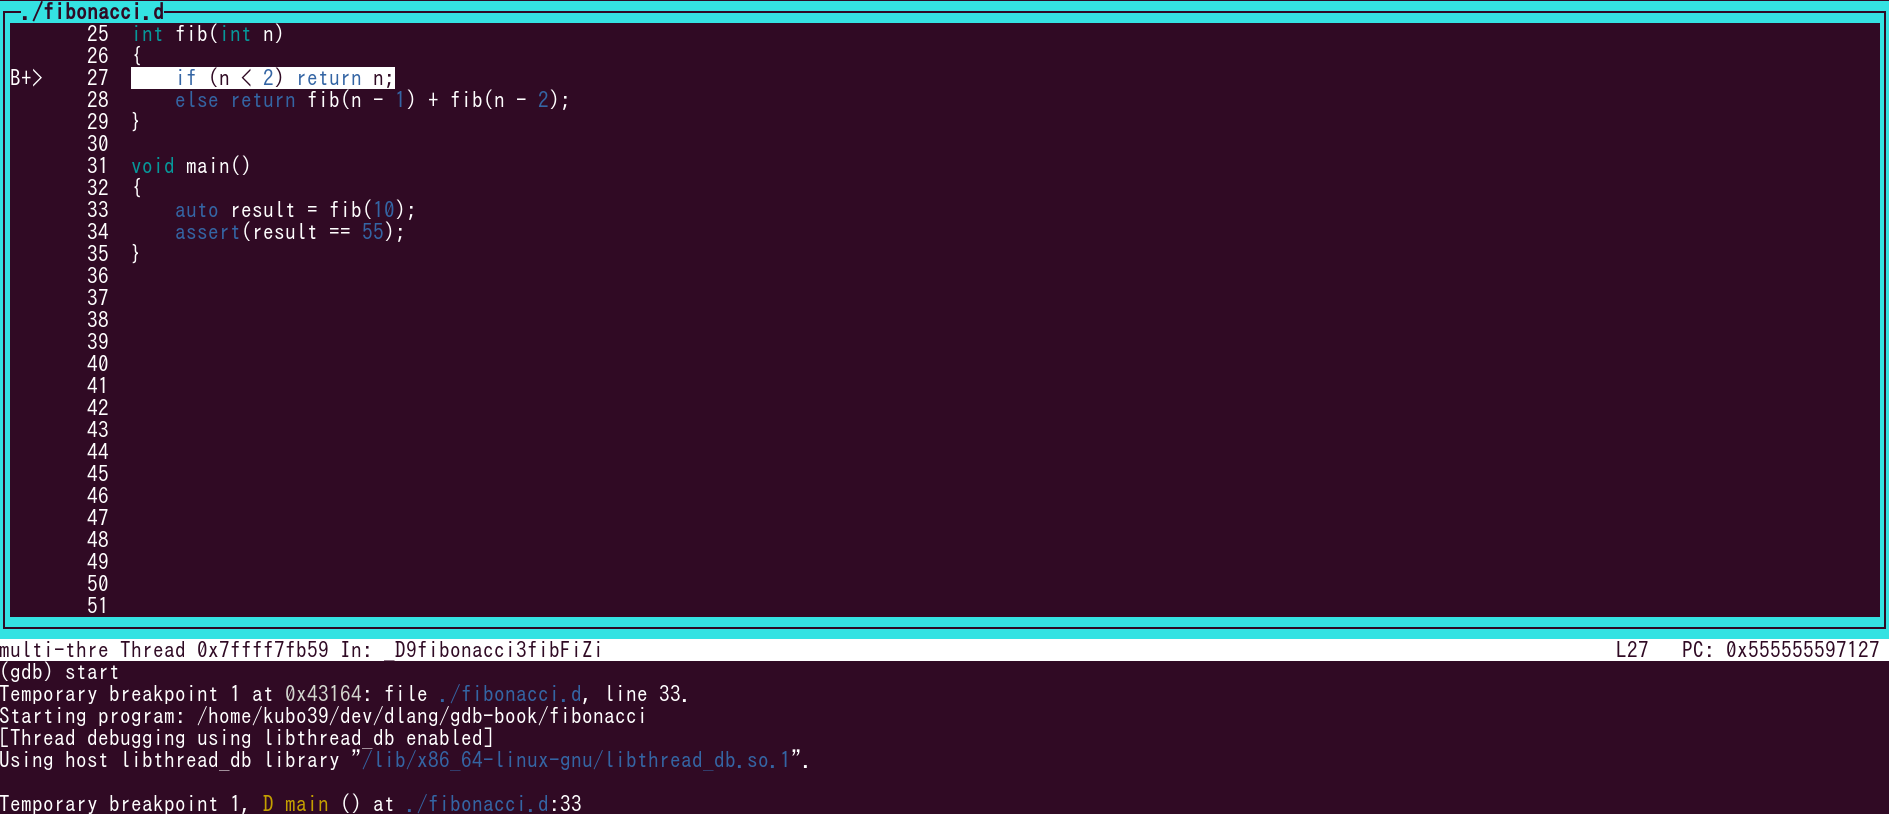 ./fibonacci.d
25 int fib(int n)
26 {
B+> 27     if (n < 2) return n;
28     else return fib(n - 1) + fib(n - 2);
29 }
30
31 void main()
32 {
33     auto result = fib(10);
34     assert(result == 55);
35 }
36
37
38
39
40
41
42
43
44
45
46
47
48
49
50
51
multi-thre Thread 0x7ffff7fb59 In: _D9fibonacci3fibFiZi L27 PC: 0x555555597127
(gdb) start
Temporary breakpoint 1 at 0x43164: file ./fibonacci.d, line 33.
Starting program: /home/kubo39/dev/dlang/gdb-book/fibonacci
[Thread debugging using libthread_db enabled]
Using host libthread_db library "/lib/x86_64-linux-gnu/libthread_db.so.1".
Temporary breakpoint 1, D main () at ./fibonacci.d:33